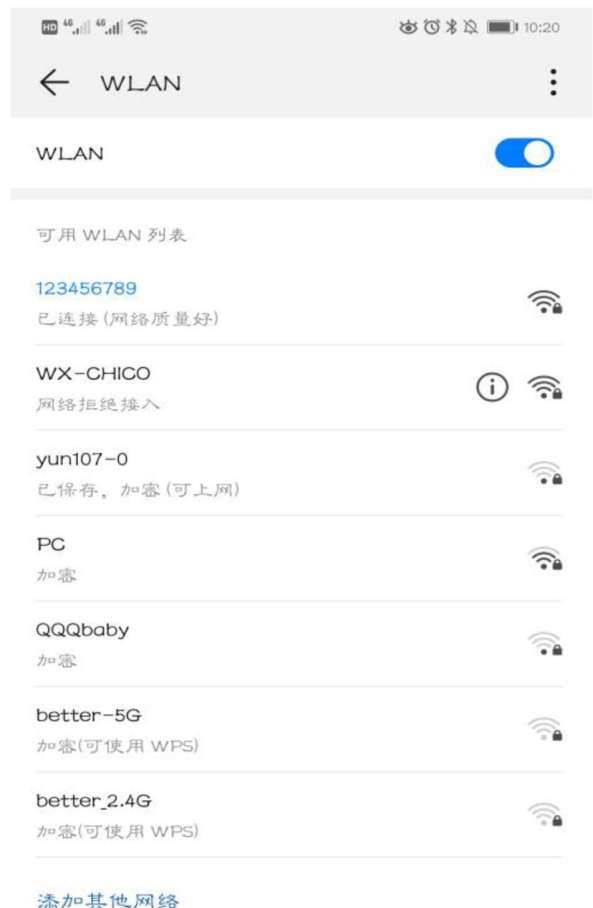 HD 4G 4G 10:20
WLAN
WLAN
可用 WLAN 列表
123456789
已连接 (网络质量好)
WX-CHICO
网络拒绝接入
yun107-0
已保存，加密 (可上网)
PC
加密
QQQbaby
加密
better-5G
加密(可使用 WPS)
better_2.4G
加密(可使用 WPS)
添加其他网络